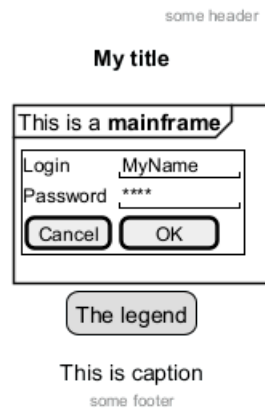 some header
My title
This is a mainframe
Login MyName
Password ****
Cancel OK
The legend
This is caption
some footer